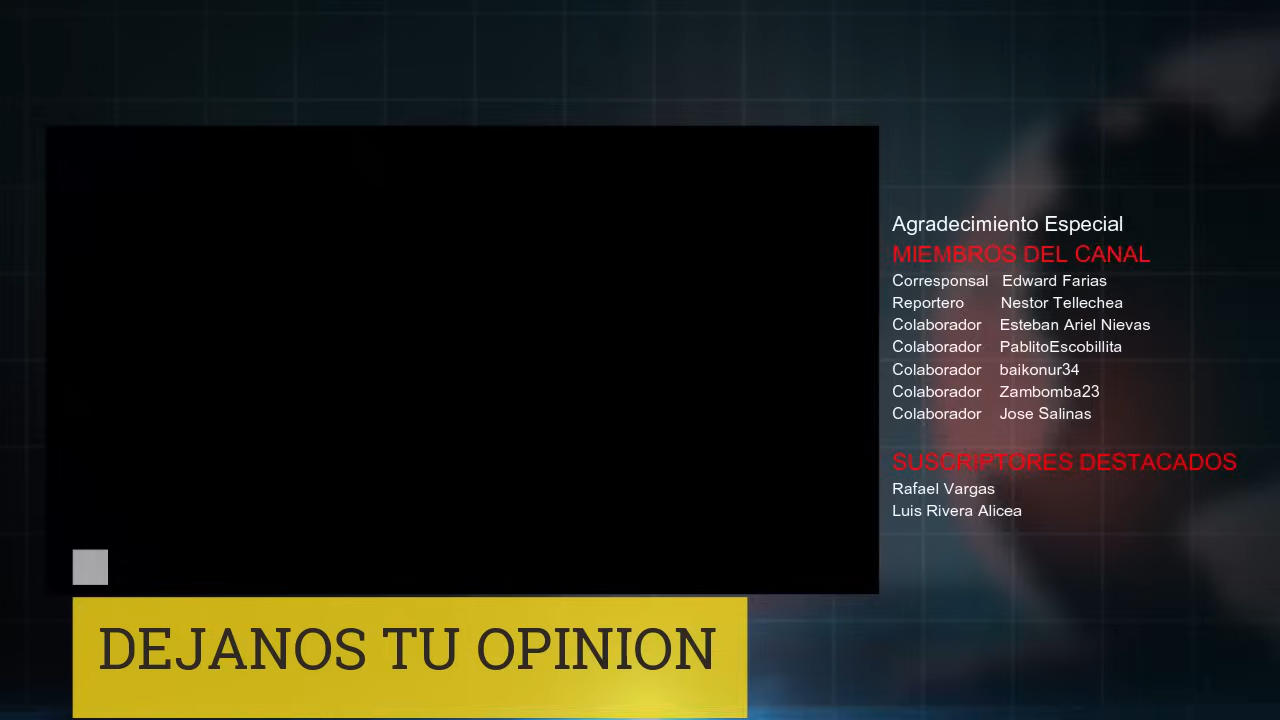 Agradecimiento Especial
MIEMBROS DEL CANAL
Corresponsal Edward Farias
Reportero Nestor Tellechea
Colaborador Esteban Ariel Nievas
Colaborador PablitoEscobillita
Colaborador baikonur34
Colaborador Zambomba23
Colaborador Jose Salinas
SUSCRIPTORES DESTACADOS
Rafael Vargas
Luis Rivera Alicea
DEJANOS TU OPINION